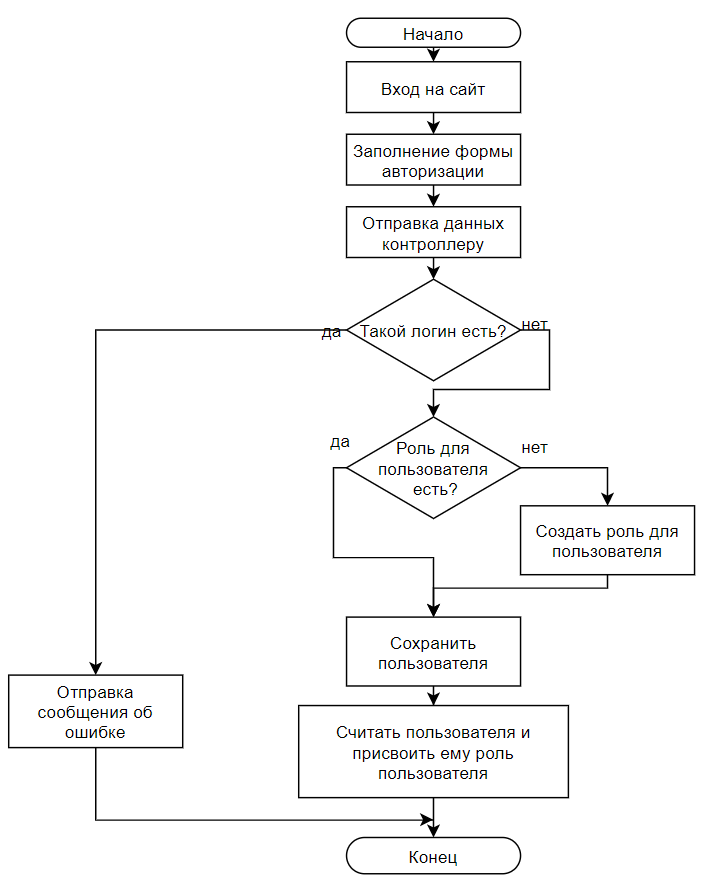 Начало
Вход на сайт
Заполнение формы
авторизации
Отправка данных
контроллеру
да
Такой логин есть?
нет
да
Роль для
пользователя
есть?
нет
Создать роль для
пользователя
Сохранить
пользователя
Отправка
сообщения об
ошибке
Считать пользователя и
присвоить ему роль
пользователя
Конец